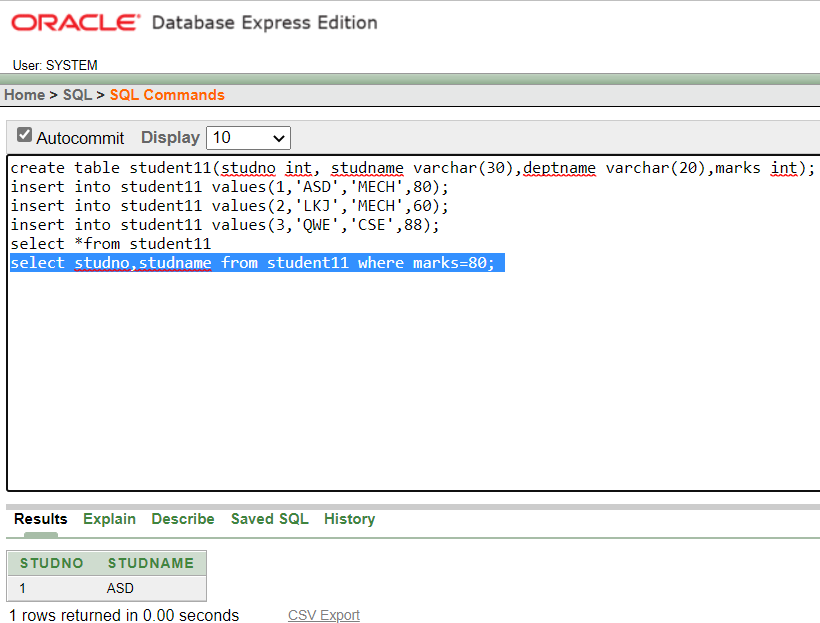 ORACLE® Database Express Edition
User: SYSTEM
Home > SQL > SQL Commands
Autocommit Display 10
create table student11(studno int, studname varchar(30),deptname varchar(20),marks int);
insert into student11 values(1,'ASD','MECH',80);
insert into student11 values(2,'LKJ','MECH',60);
insert into student11 values(3,'QWE','CSE',88);
select *from student11
select studno,studname from student11 where marks=80;
Results Explain Describe Saved SQL History
STUDNO STUDNAME
1 ASD
1 rows returned in 0.00 seconds CSV Export